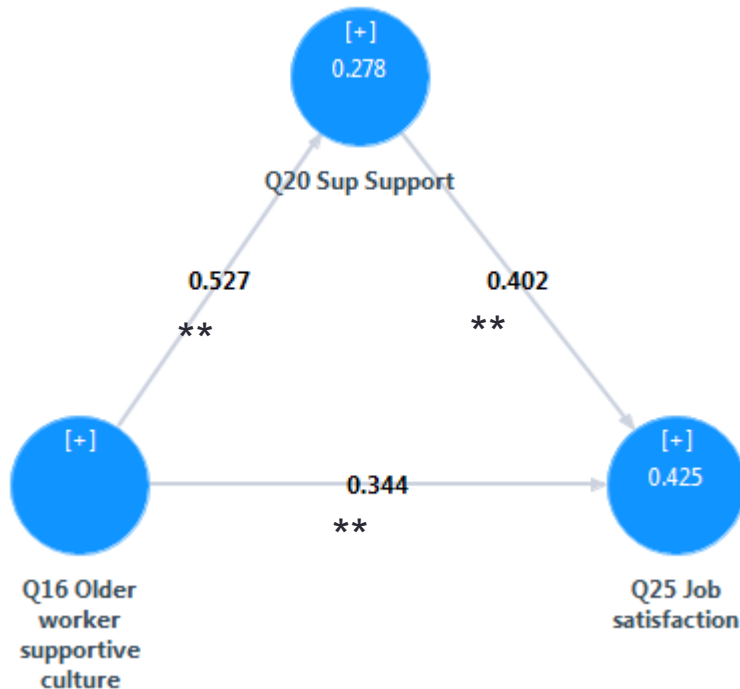 [+]
0.278
Q20 Sup Support
0.527
**
0.402
**
[+]
0.344
**
[+]
0.425
Q16 Older
worker
supportive
culture
Q25 Job
satisfaction